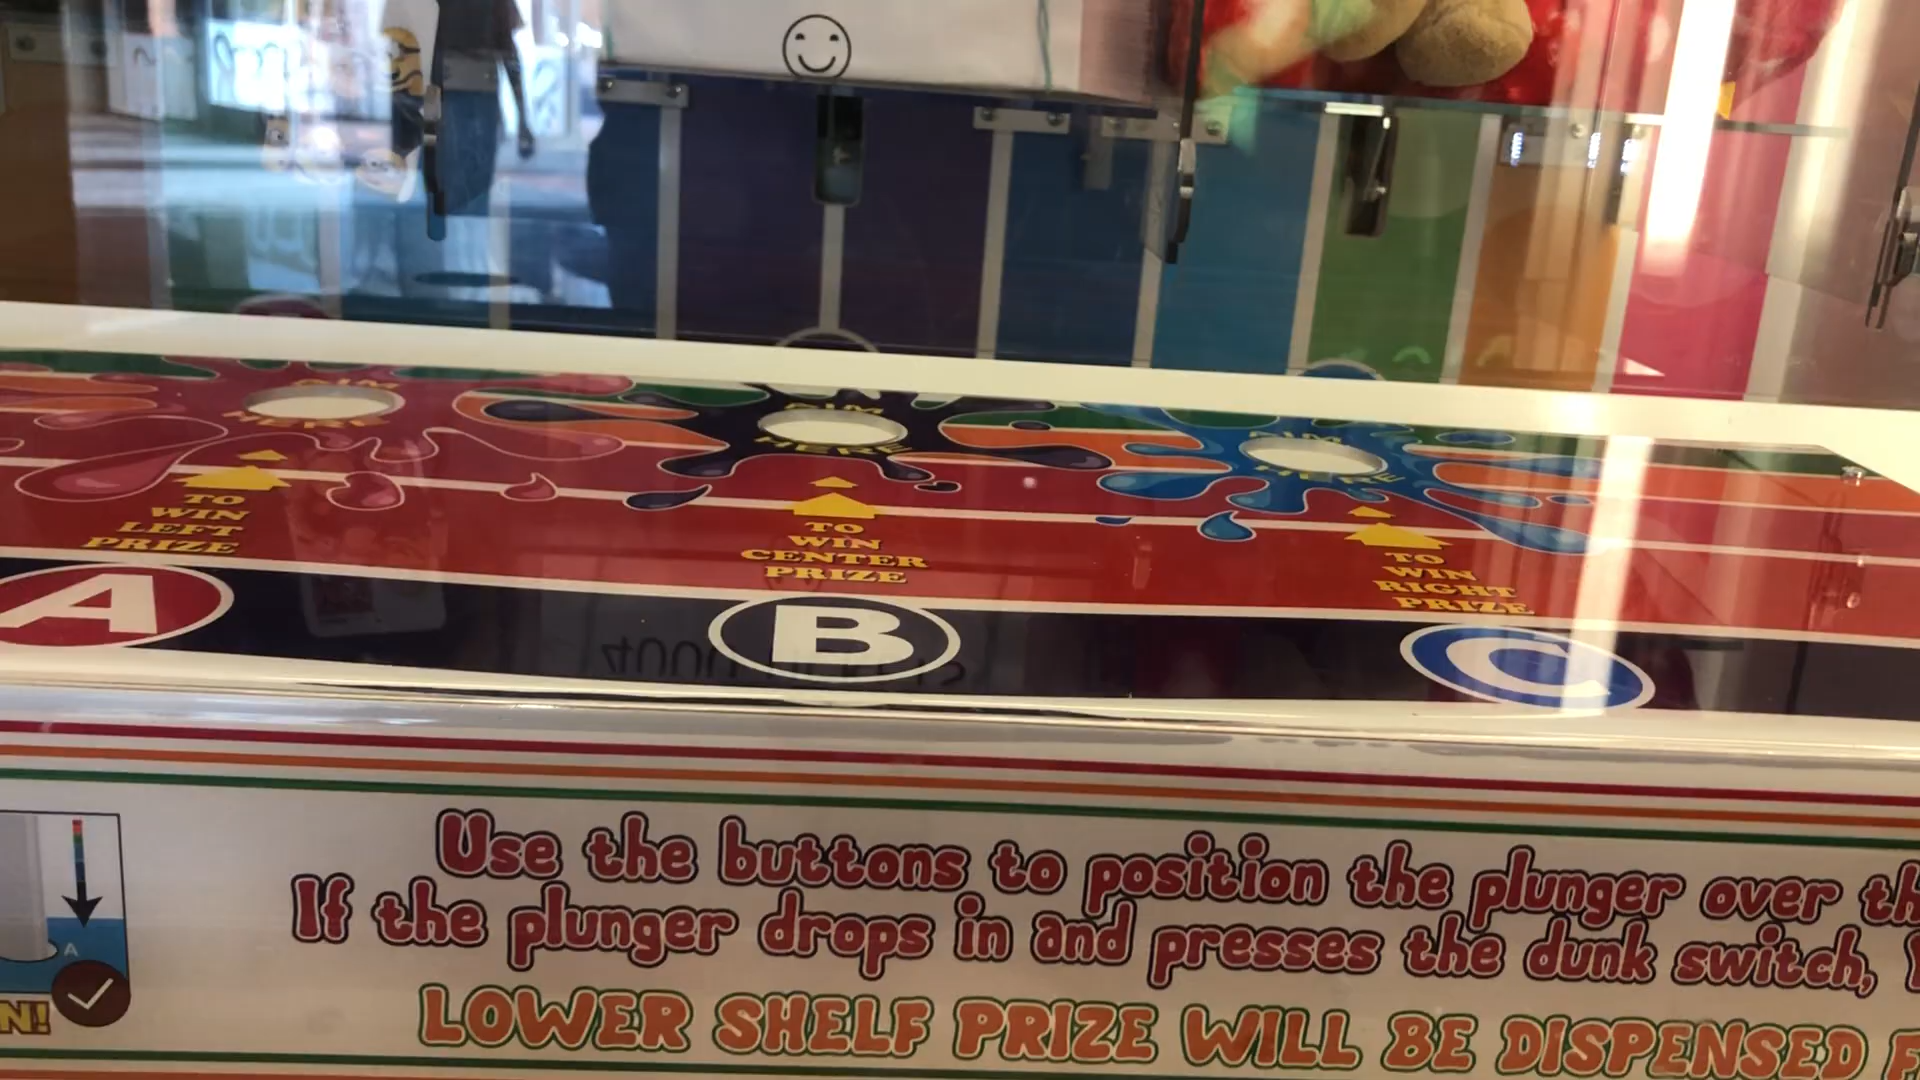 AIM
HERE
TO
WIN
LEFT
PRIZE
A
AIM
HERE
TO
WIN
CENTER
PRIZE
B
AIM
HERE
TO
WIN
RIGHT
PRIZE
C
A
N!
Use the buttons to position the plunger over th
If the plunger drops in and presses the dunk switch,
LOWER SHELF PRIZE WILL BE DISPENSED F